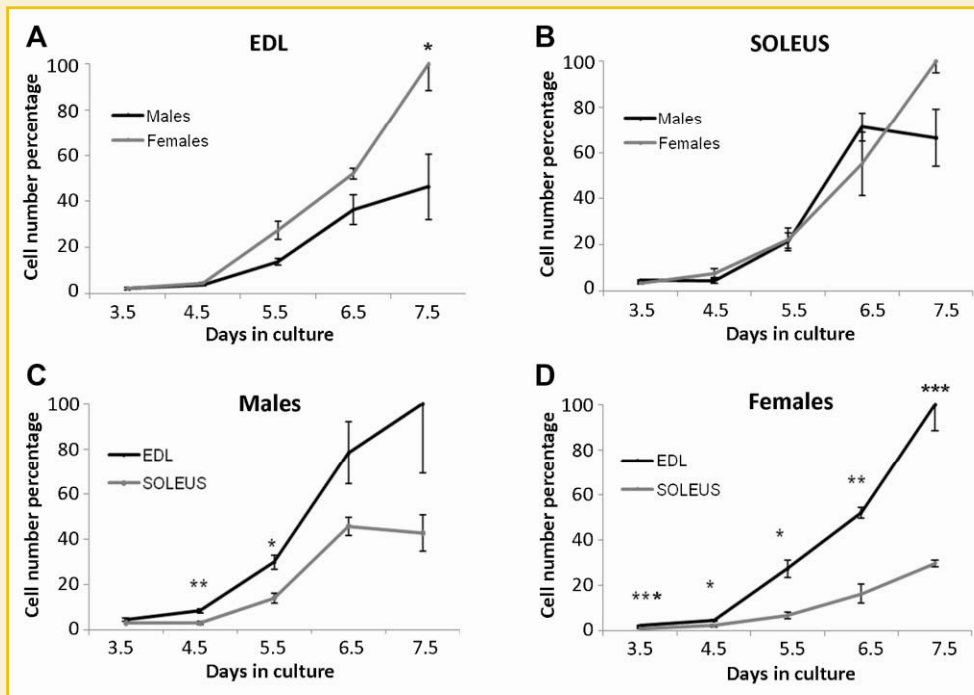 A
EDL
*
Cell number percentage
100
80
60
40
20
0
Males
Females
3.5 4.5 5.5 6.5 7.5
Days in culture
B
SOLEUS
Cell number percentage
100
80
60
40
20
0
Males
Females
3.5 4.5 5.5 6.5 7.5
Days in culture
C
Males
Cell number percentage
100
80
60
40
20
0
EDL
SOLEUS
**
*
3.5 4.5 5.5 6.5 7.5
Days in culture
D
Females
Cell number percentage
100
80
60
40
20
0
EDL
SOLEUS
***
*
*
**
***
3.5 4.5 5.5 6.5 7.5
Days in culture